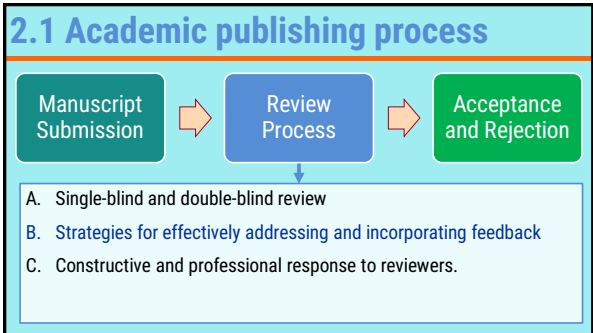 2.1 Academic publishing process
Manuscript
Submission
Review
Process
Acceptance
and Rejection
A. Single-blind and double-blind review
B. Strategies for effectively addressing and incorporating feedback
C. Constructive and professional response to reviewers.